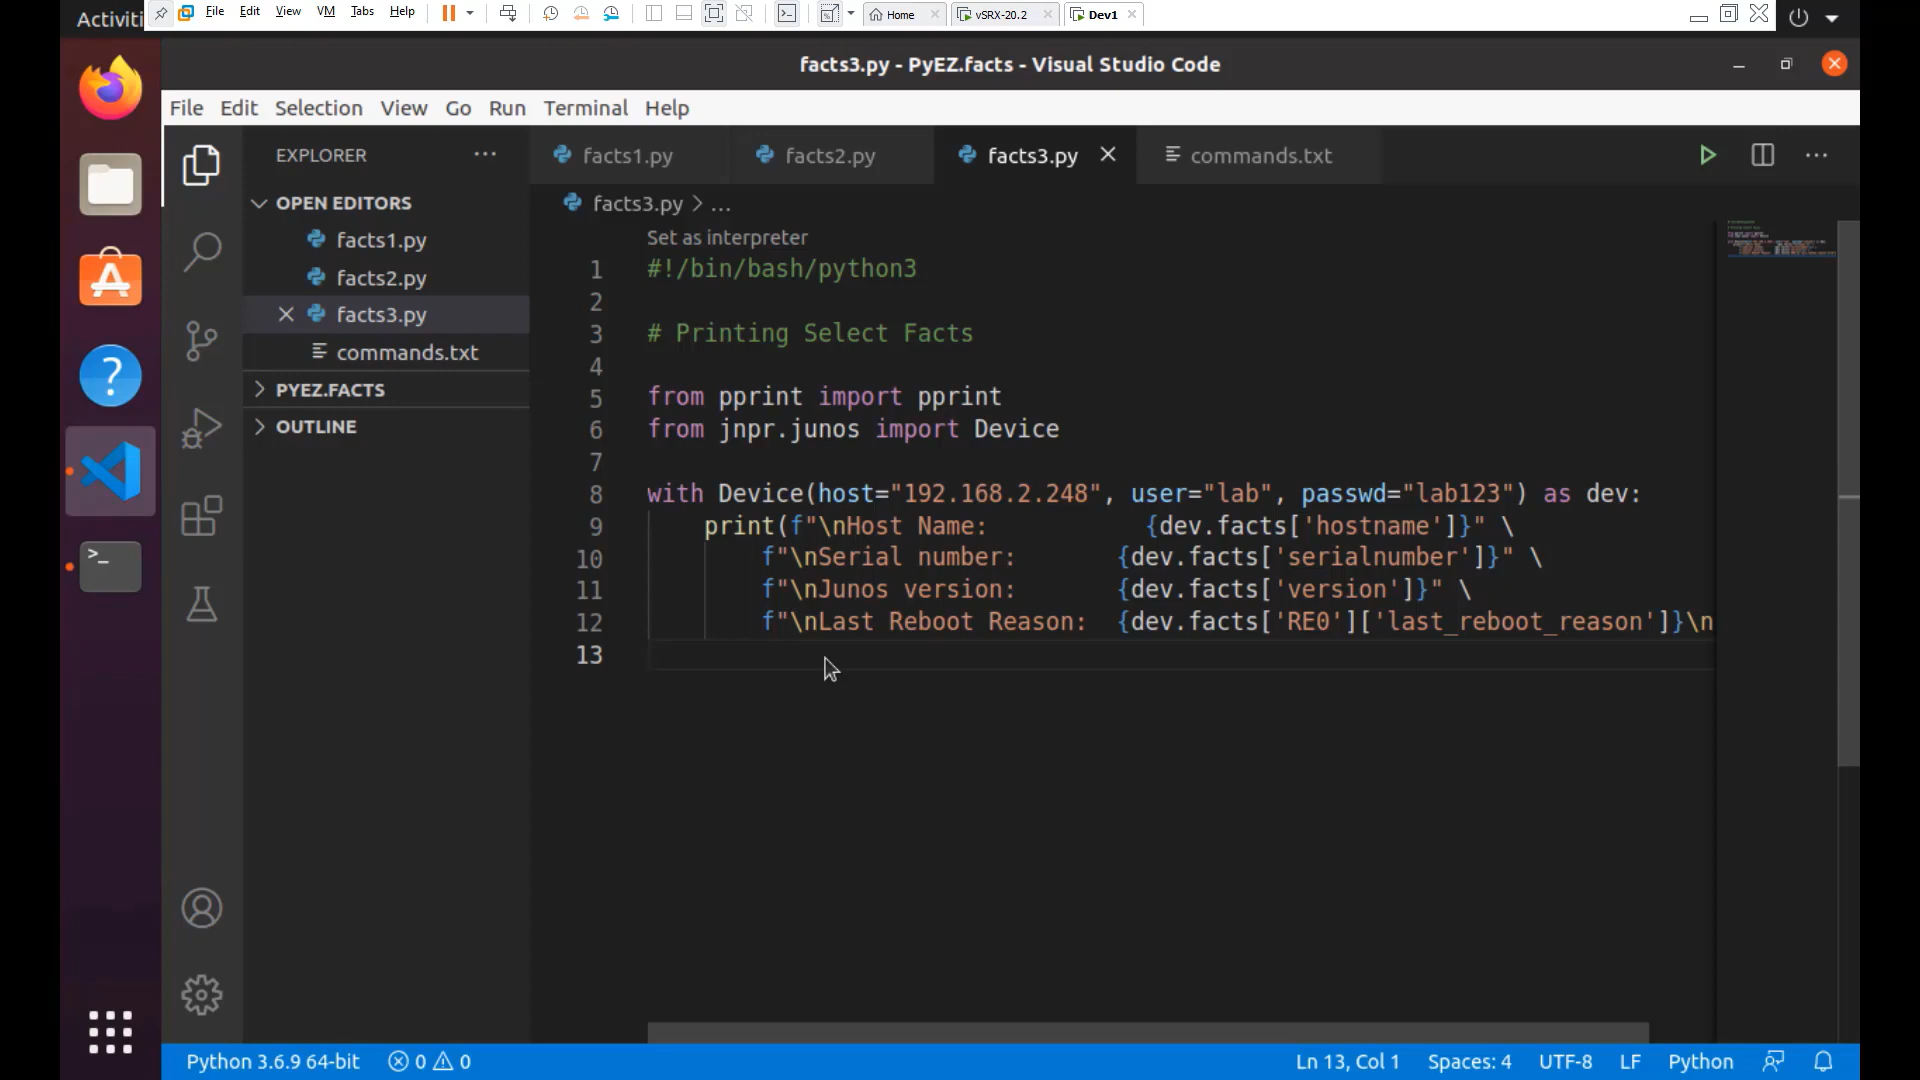 Activiti
File Edit View VM Tabs Help
Home
vSRX-20.2
Dev1
facts3.py - PyEZ.facts - Visual Studio Code
File Edit Selection View Go Run Terminal Help
EXPLORER
facts1.py
facts2.py
facts3.py
commands.txt
OPEN EDITORS
facts1.py
facts2.py
facts3.py
commands.txt
PYEZ.FACTS
OUTLINE
facts3.py > ...
Set as interpreter
1 #!/bin/bash/python3
2
3 # Printing Select Facts
4
5 from pprint import pprint
6 from jnpr.junos import Device
7
8 with Device(host="192.168.2.248", user="lab", passwd="lab123") as dev:
9     print(f"\nHost Name:           {dev.facts['hostname']}" \
10         f"\nSerial number:       {dev.facts['serialnumber']}" \
11         f"\nJunos version:       {dev.facts['version']}" \
12         f"\nLast Reboot Reason:  {dev.facts['RE0']['last_reboot_reason']}\n
13
Python 3.6.9 64-bit
0 0
Ln 13, Col 1
Spaces: 4
UTF-8
LF
Python